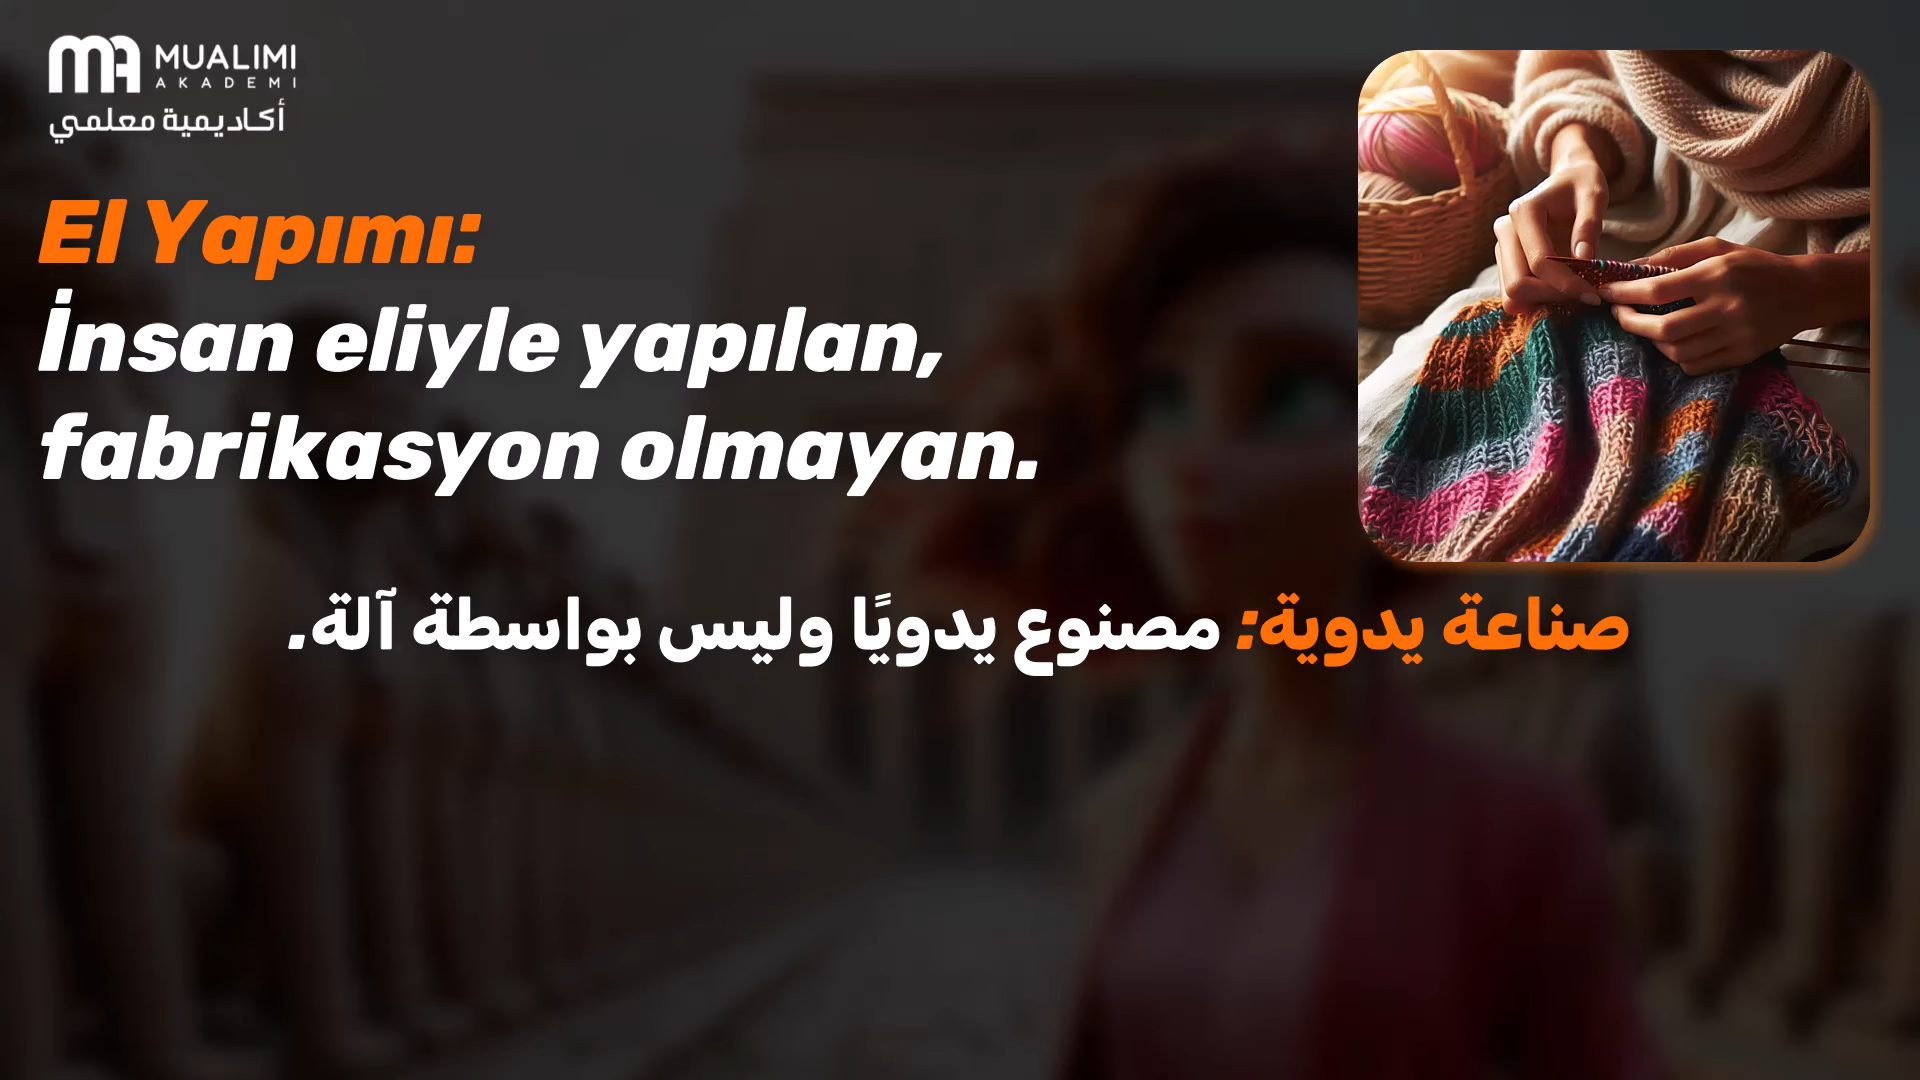 MUALIMI
AKADEMI
أكاديمية معلمي
El Yapımı:
İnsan eliyle yapılan,
fabrikasyon olmayan.
صناعة يدوية: مصنوع يدويًا وليس بواسطة آلة.